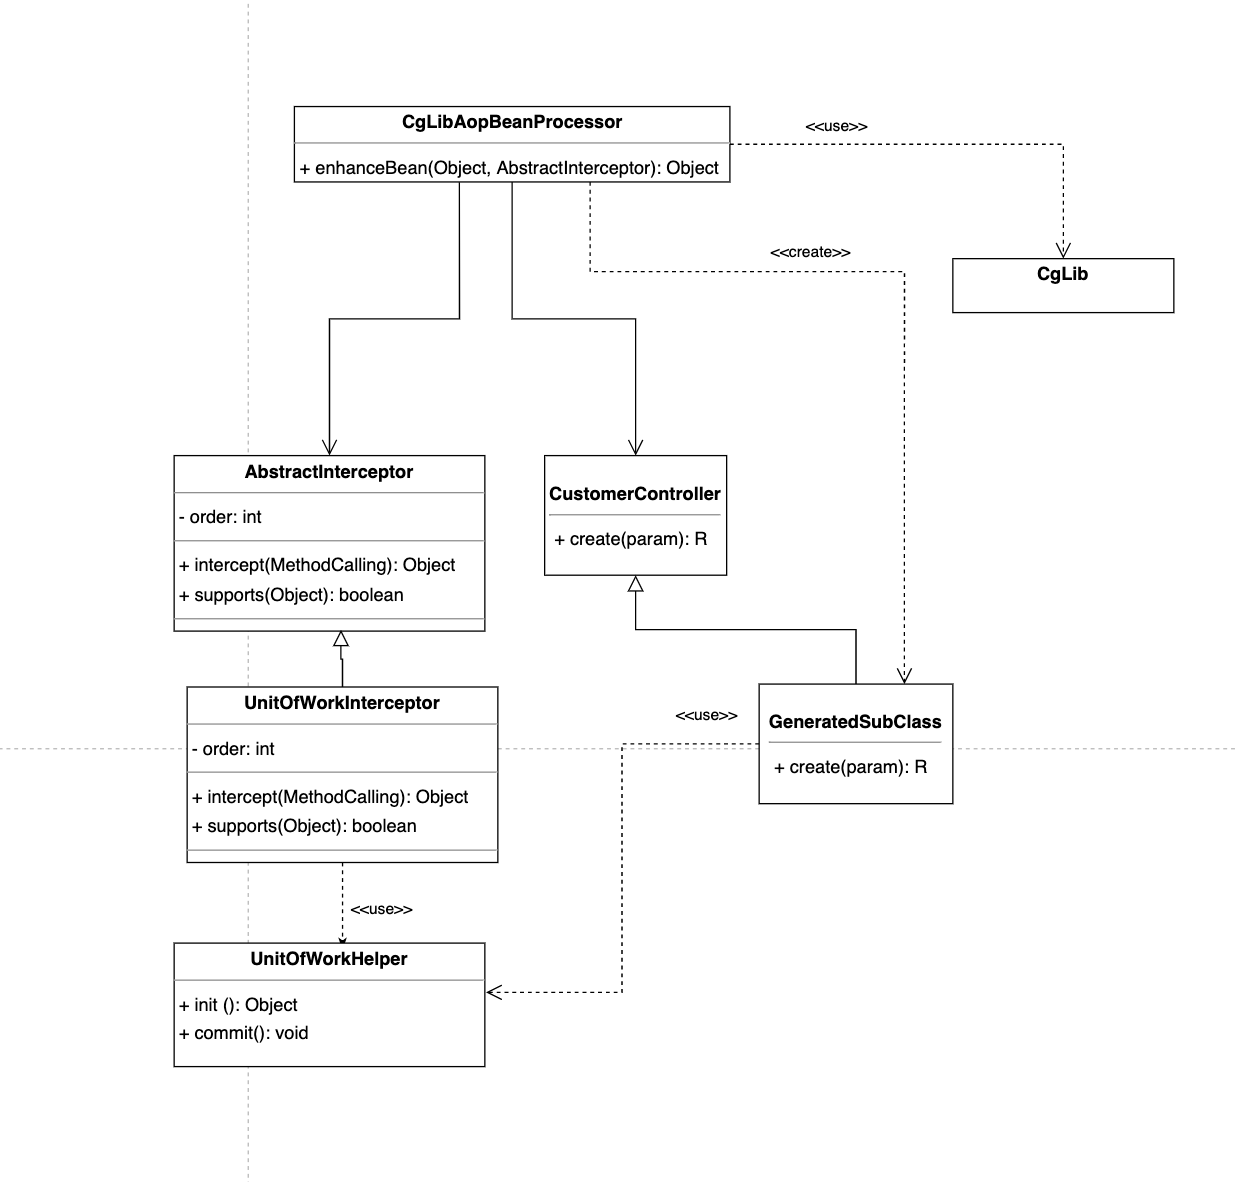 CgLibAopBeanProcessor
+ enhanceBean(Object, AbstractInterceptor): Object
<<use>>
<<create>>
CgLib
AbstractInterceptor
- order: int
+ intercept(MethodCalling): Object
+ supports(Object): boolean
CustomerController
+ create(param): R
UnitOfWorkInterceptor
- order: int
+ intercept(MethodCalling): Object
+ supports(Object): boolean
<<use>>
GeneratedSubClass
+ create(param): R
<<use>>
UnitOfWorkHelper
+ init (): Object
+ commit(): void